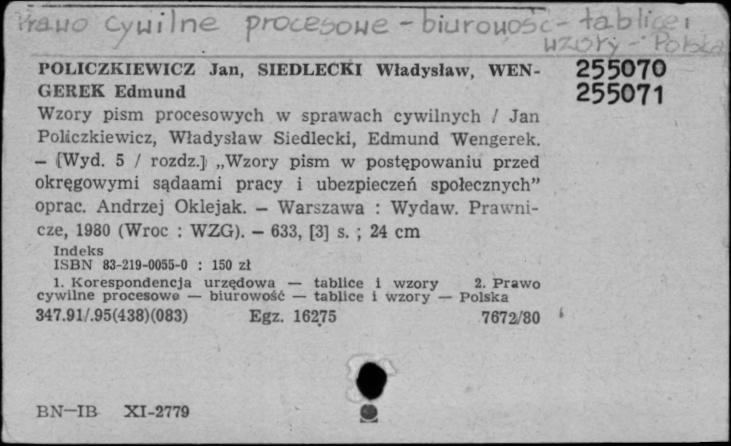 Prawo cywilne procesowe - biurowość - tablice i
wzory - Polska
POLICZKIEWICZ Jan, SIEDLECKI Władysław, WEN-
GEREK Edmund
255070
255071
Wzory pism procesowych w sprawach cywilnych / Jan
Policzkiewicz, Władysław Siedlecki, Edmund Wengerek.
— [Wyd. 5 / rozdz.] „Wzory pism w postępowaniu przed
okręgowymi sądaami pracy i ubezpieczeń społecznych”
oprac. Andrzej Oklejak. — Warszawa : Wydaw. Prawni-
cze, 1980 (Wroc : WZG). — 633, [3] s. ; 24 cm
Indeks
ISBN 83-219-0055-0 : 150 zł
1. Korespondencja urzędowa — tablice i wzory 2. Prawo
cywilne procesowe — biurowość — tablice i wzory — Polska
347.91/.95(438)(083) Egz. 16275 7672/80
BN—IB XI-2779